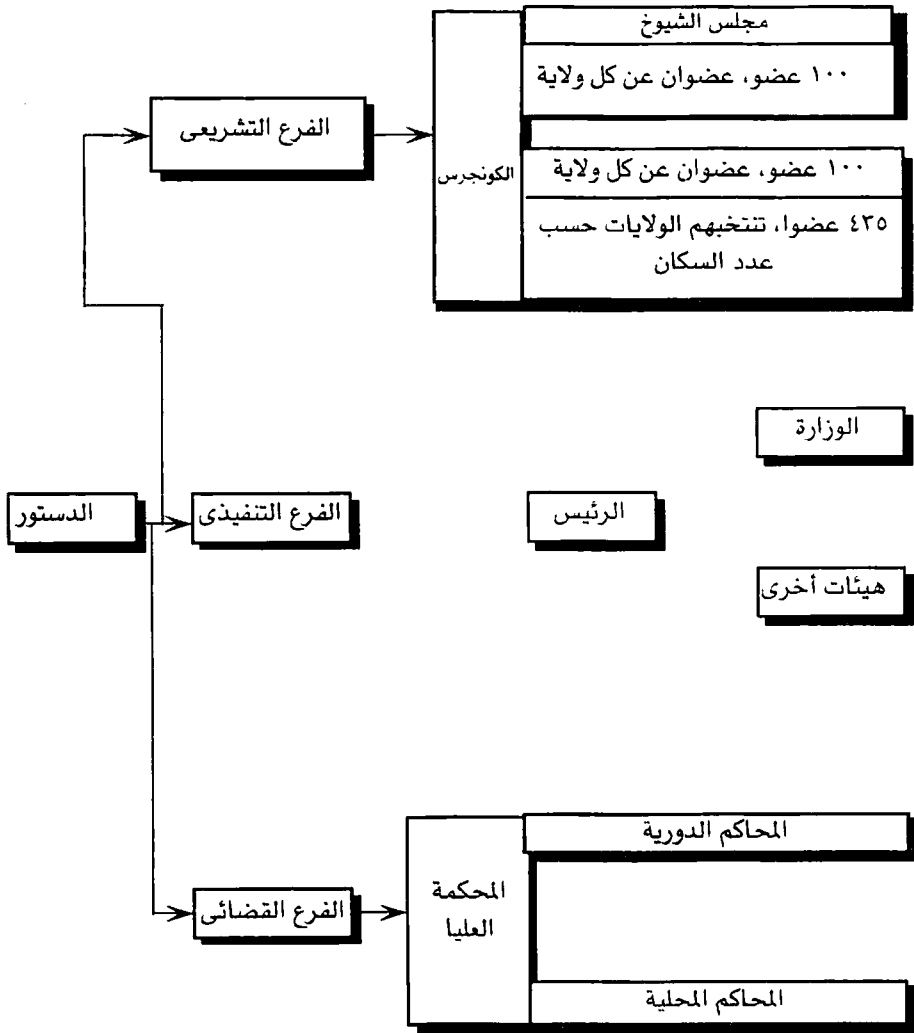 مجلس الشيوخ
١٠٠ عضو، عضوان عن كل ولاية
الفرع التشريعى
الكونجرس
١٠٠ عضو، عضوان عن كل ولاية
٤٣٥ عضوا، تنتخبهم الولايات حسب
عدد السكان
الوزارة
الدستور
الفرع التنفيذى
الرئيس
هيئات أخرى
المحاكم الدورية
الفرع القضائى
المحكمة
العليا
المحاكم المحلية